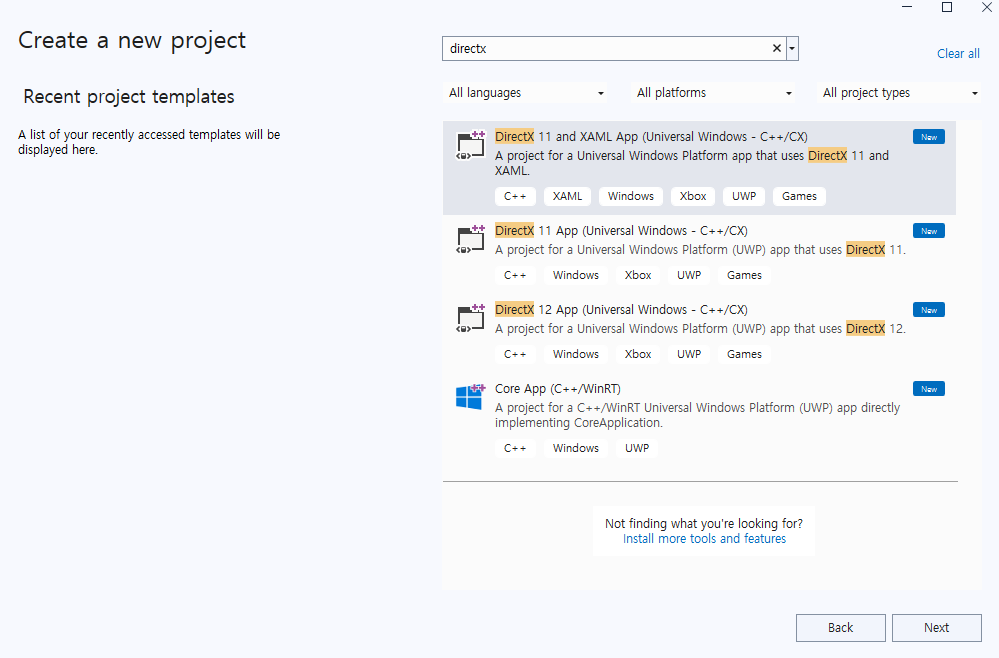 Create a new project
Recent project templates
A list of your recently accessed templates will be
displayed here.
directx
Clear all
All languages
All platforms
All project types
DirectX 11 and XAML App (Universal Windows - C++/CX)
New
A project for a Universal Windows Platform app that uses DirectX 11 and
XAML.
C++ XAML Windows Xbox UWP Games
DirectX 11 App (Universal Windows - C++/CX)
New
A project for a Universal Windows Platform (UWP) app that uses DirectX 11.
C++ Windows Xbox UWP Games
DirectX 12 App (Universal Windows - C++/CX)
New
A project for a Universal Windows Platform (UWP) app that uses DirectX 12.
C++ Windows Xbox UWP Games
Core App (C++/WinRT)
New
A project for a C++/WinRT Universal Windows Platform (UWP) app directly
implementing CoreApplication.
C++ Windows UWP
Not finding what you're looking for?
Install more tools and features
Back
Next